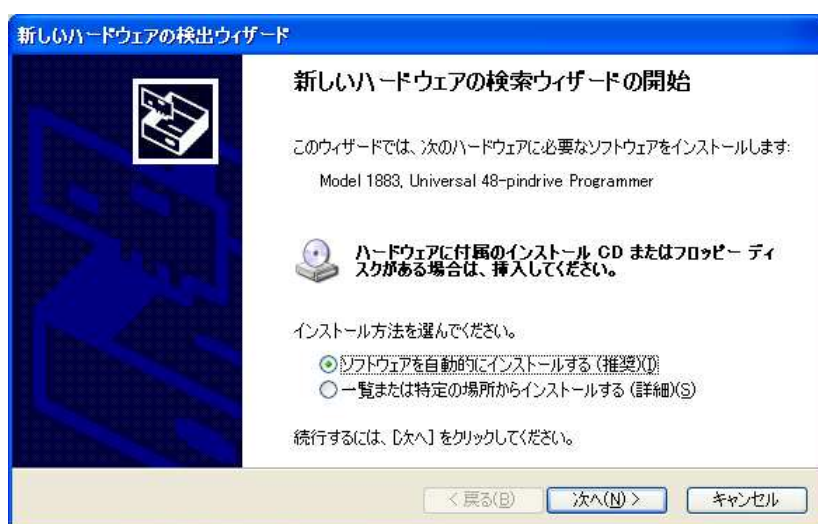 新しいハードウェアの検出ウィザード
新しいハードウェアの検索ウィザードの開始
このウィザードでは、次のハードウェアに必要なソフトウェアをインストールします:
Model 1883, Universal 48-pindrive Programmer
ハードウェアに付属のインストール CD またはフロッピー ディ
スクがある場合は、挿入してください。
インストール方法を選んでください。
ソフトウェアを自動的にインストールする (推奨)(I)
一覧または特定の場所からインストールする (詳細)(S)
続行するには、[次へ] をクリックしてください。
< 戻る(B)
次へ(N) >
キャンセル